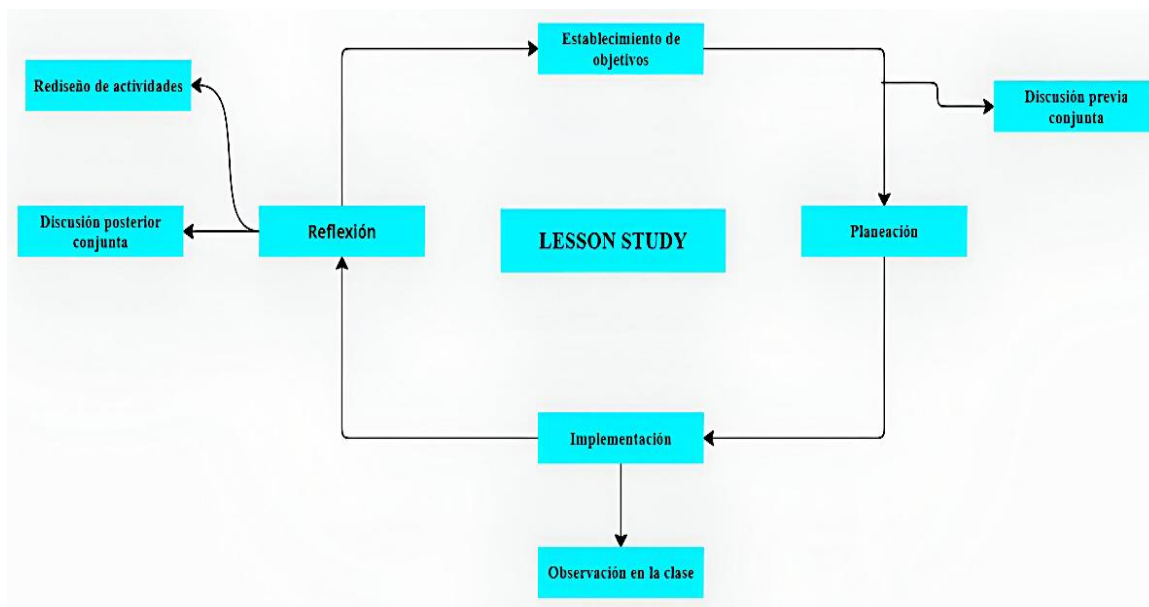 Establecimiento de
objetivos
Rediseño de actividades
Discusión previa
conjunta
Discusión posterior
conjunta
Reflexión
LESSON STUDY
Planeación
Implementación
Observación en la clase